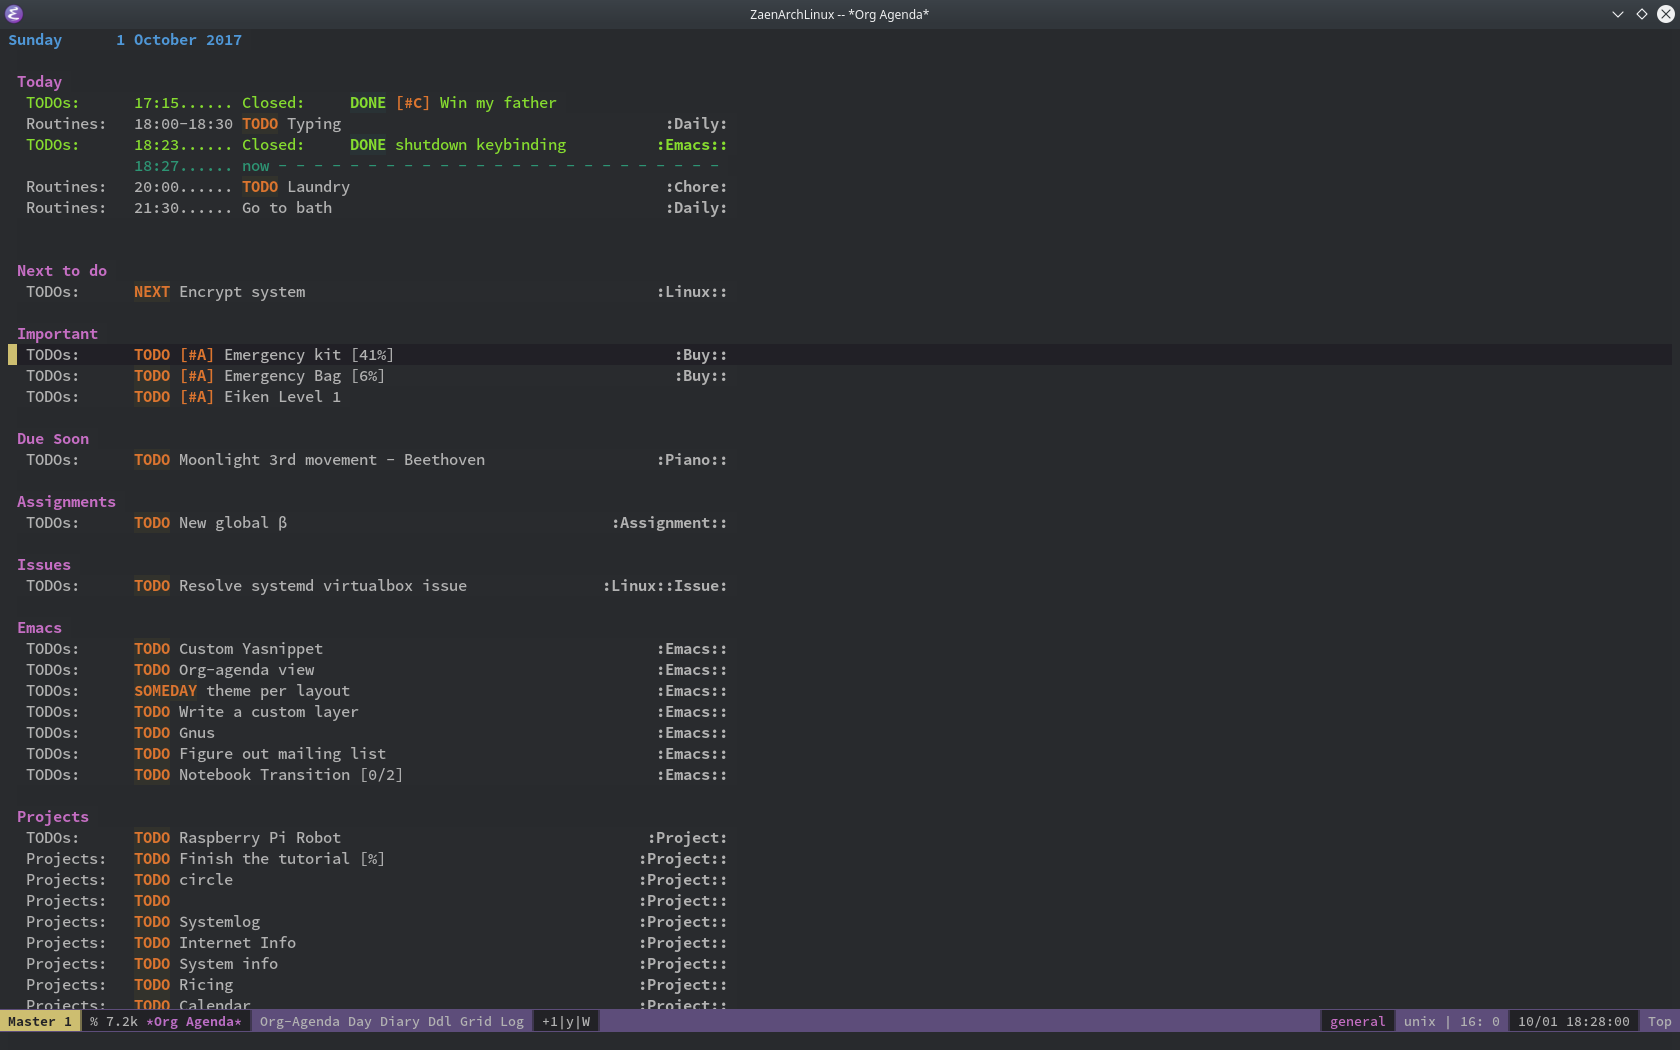 ZaenArchLinux -- *Org Agenda*
Sunday      1 October 2017
Today
TODOs:      17:15...... Closed:     DONE [#C] Win my father
Routines:   18:00-18:30 TODO Typing                                    :Daily:
TODOs:      18:23...... Closed:     DONE shutdown keybinding          :Emacs::
18:27...... now - - - - - - - - - - - - - - - - - - - - - - - - -
Routines:   20:00...... TODO Laundry                                   :Chore:
Routines:   21:30...... Go to bath                                     :Daily:
Next to do
TODOs:      NEXT Encrypt system                                       :Linux::
Important
TODOs:      TODO [#A] Emergency kit [41%]                               :Buy::
TODOs:      TODO [#A] Emergency Bag [6%]                                :Buy::
TODOs:      TODO [#A] Eiken Level 1
Due Soon
TODOs:      TODO Moonlight 3rd movement - Beethoven                   :Piano::
Assignments
TODOs:      TODO New global β                                    :Assignment::
Issues
TODOs:      TODO Resolve systemd virtualbox issue               :Linux::Issue:
Emacs
TODOs:      TODO Custom Yasnippet                                     :Emacs::
TODOs:      TODO Org-agenda view                                      :Emacs::
TODOs:      SOMEDAY theme per layout                                  :Emacs::
TODOs:      TODO Write a custom layer                                 :Emacs::
TODOs:      TODO Gnus                                                 :Emacs::
TODOs:      TODO Figure out mailing list                              :Emacs::
TODOs:      TODO Notebook Transition [0/2]                            :Emacs::
Projects
TODOs:      TODO Raspberry Pi Robot                                  :Project:
Projects:   TODO Finish the tutorial [%]                            :Project::
Projects:   TODO circle                                             :Project::
Projects:   TODO                                                    :Project::
Projects:   TODO Systemlog                                          :Project::
Projects:   TODO Internet Info                                      :Project::
Projects:   TODO System info                                        :Project::
Projects:   TODO Ricing                                             :Project::
Projects:   TODO Calendar                                           :Project::
Master 1 % 7.2k *Org Agenda* Org-Agenda Day Diary Ddl Grid Log +1|y|W general unix | 16: 0 10/01 18:28:00 Top